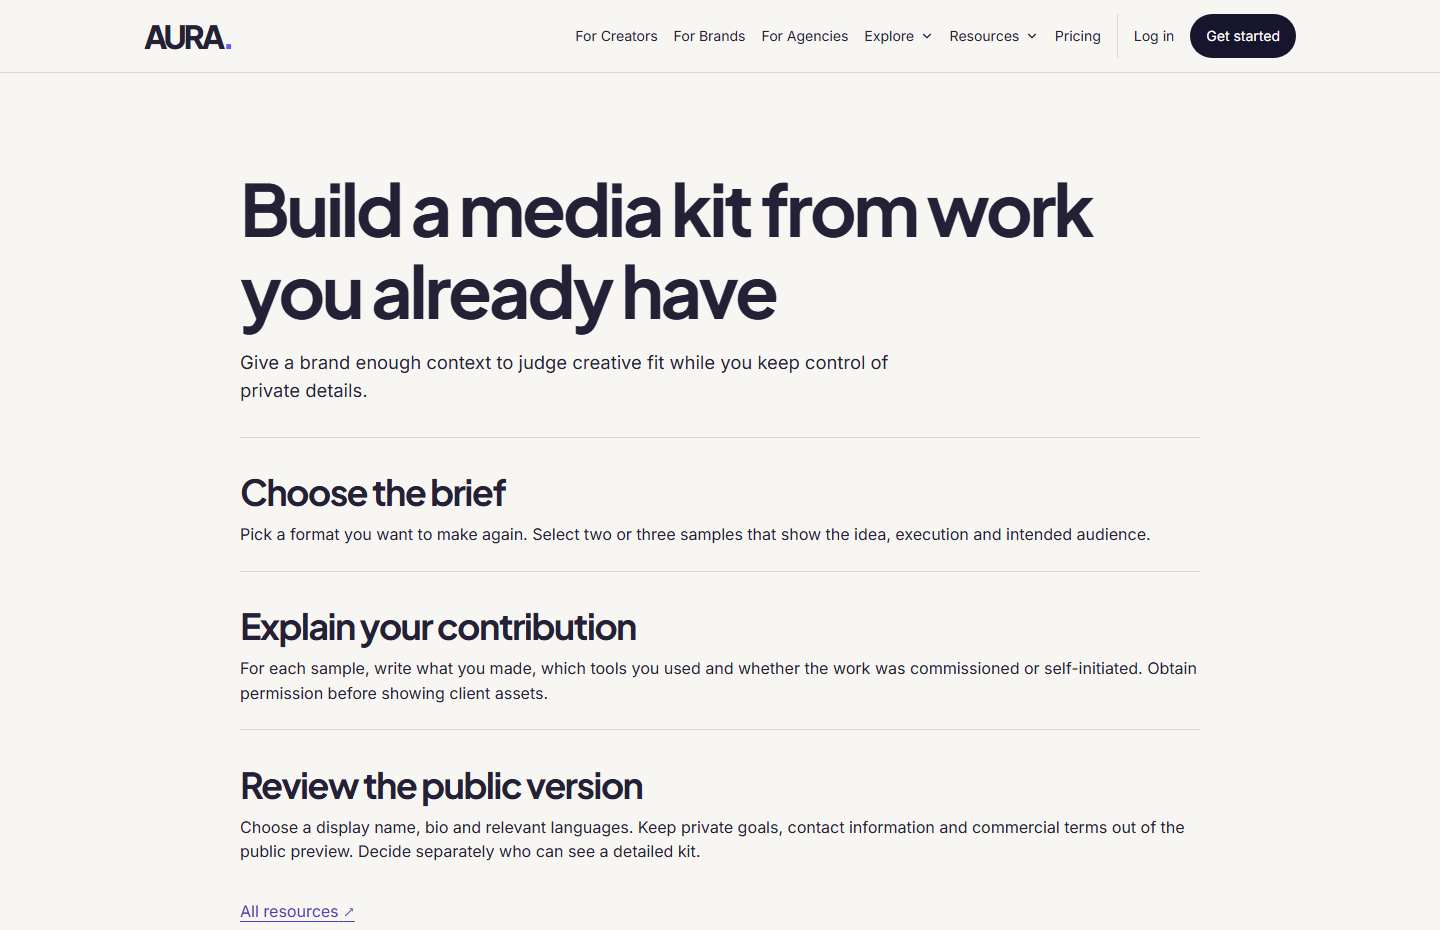 AURA.
For Creators
For Brands
For Agencies
Explore
Resources
Pricing
Log in
Get started
Build a media kit from work
you already have
Give a brand enough context to judge creative fit while you keep control of
private details.
Choose the brief
Pick a format you want to make again. Select two or three samples that show the idea, execution and intended audience.
Explain your contribution
For each sample, write what you made, which tools you used and whether the work was commissioned or self-initiated. Obtain
permission before showing client assets.
Review the public version
Choose a display name, bio and relevant languages. Keep private goals, contact information and commercial terms out of the
public preview. Decide separately who can see a detailed kit.
All resources ↗